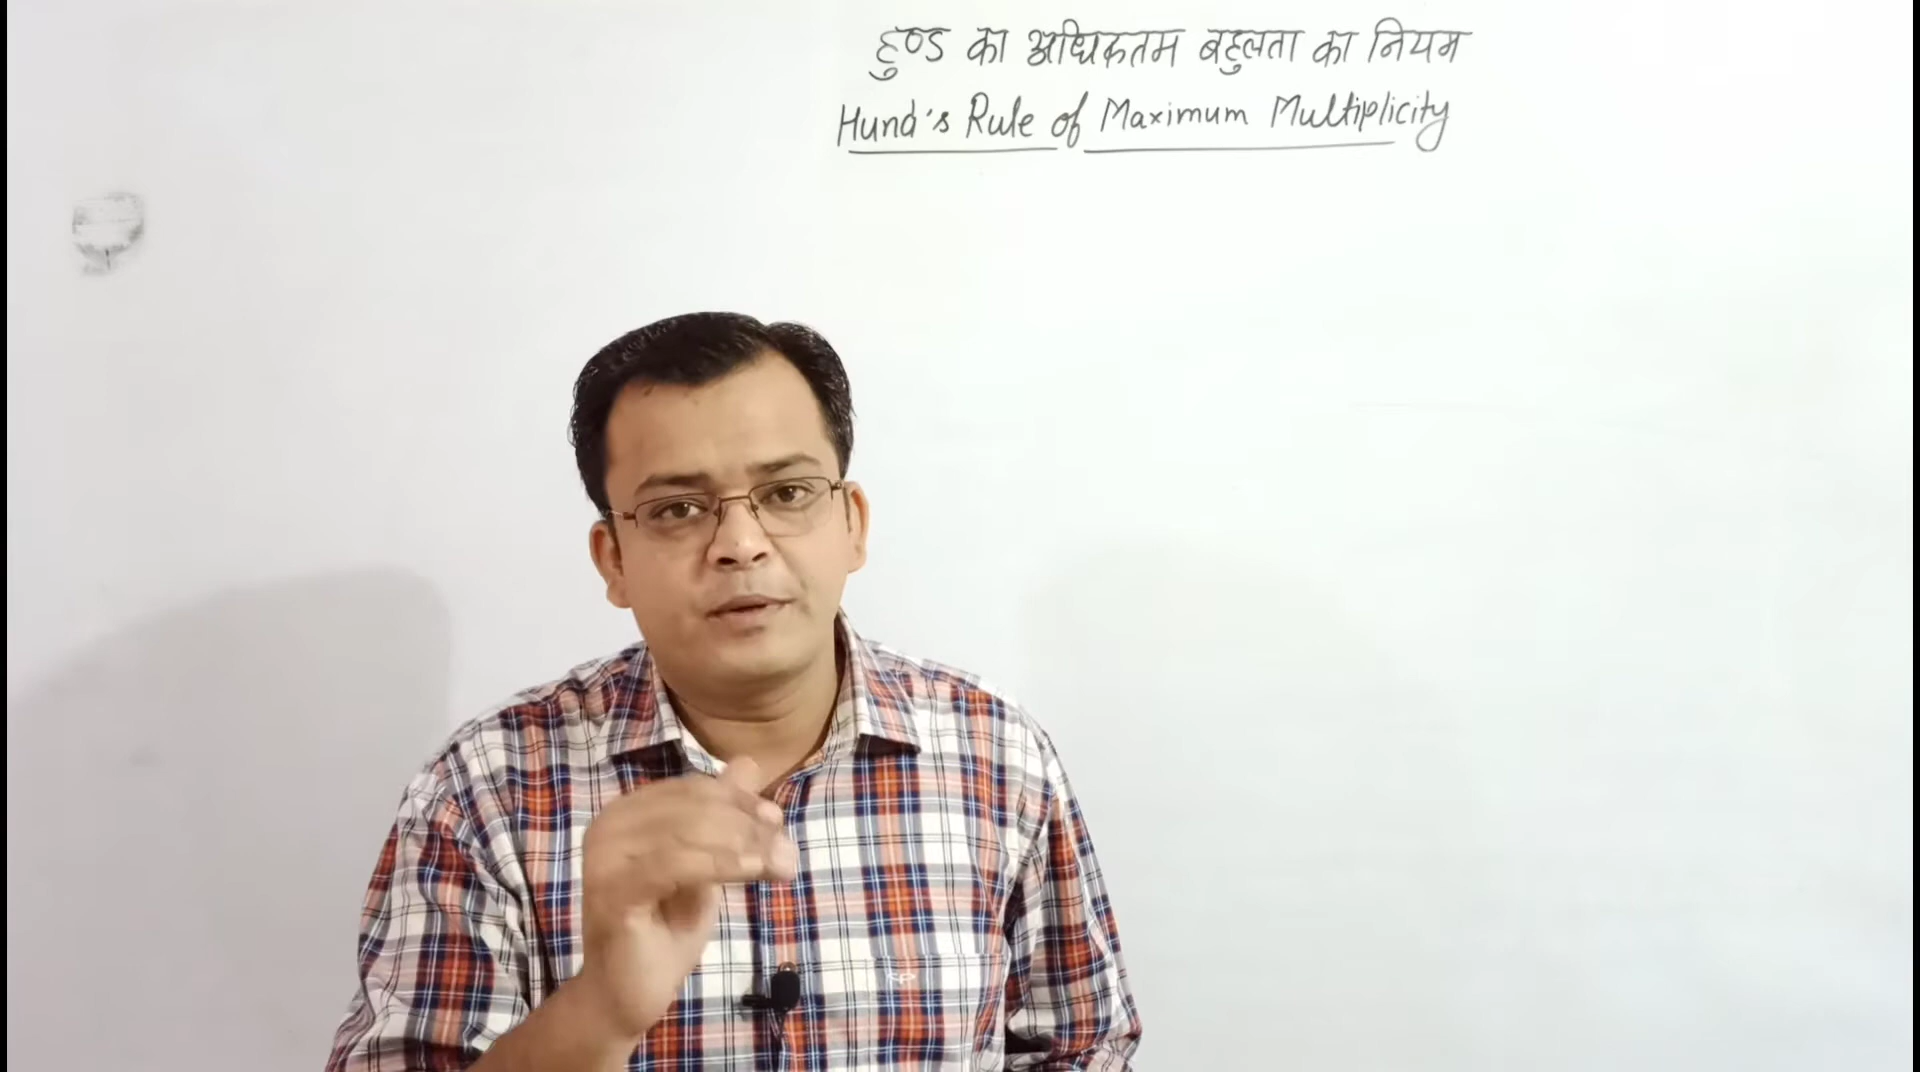 हुण्ड का अधिकतम बहुलता का नियम
Hund's Rule of Maximum Multiplicity